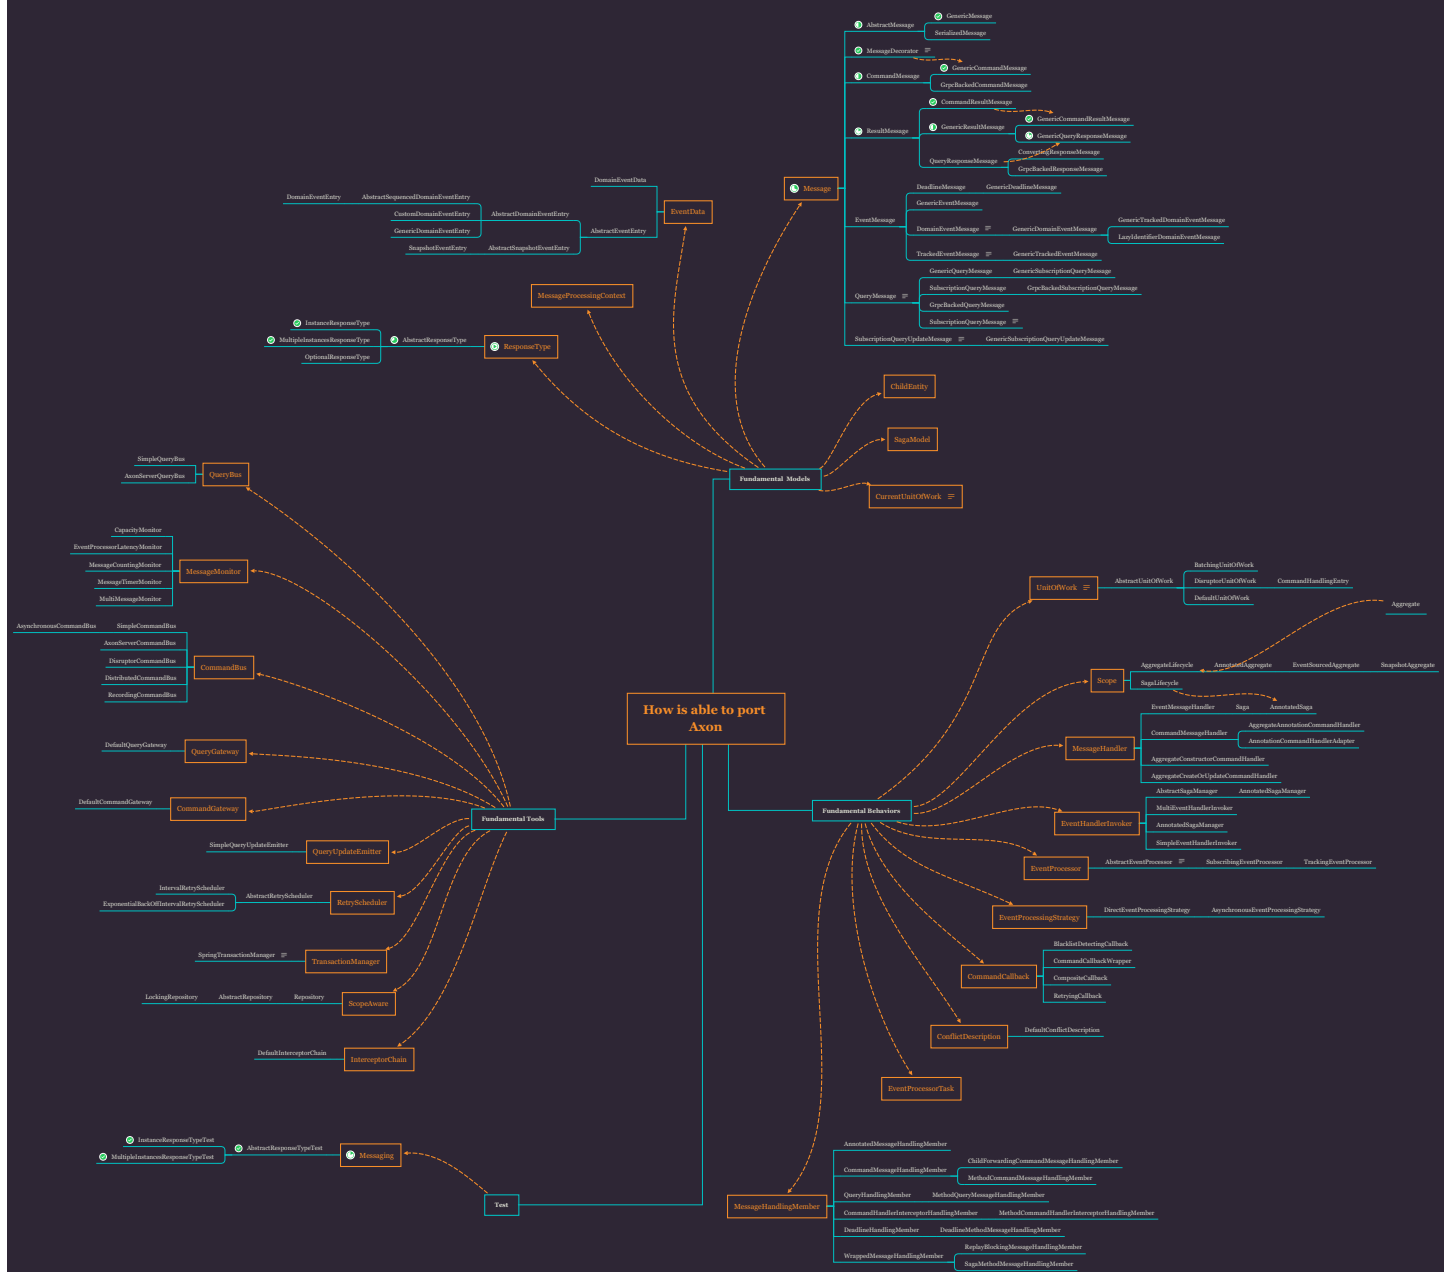 How is able to port
Axon
Fundamental Models
Message
AbstractMessage
GenericMessage
SerializedMessage
MessageDecorator
CommandMessage
GenericCommandMessage
GrpcBackedCommandMessage
ResultMessage
CommandResultMessage
GenericResultMessage
GenericCommandResultMessage
GenericQueryResponseMessage
QueryResponseMessage
ConvertingResponseMessage
GrpcBackedResponseMessage
EventMessage
DeadlineMessage
GenericDeadlineMessage
GenericEventMessage
DomainEventMessage
GenericDomainEventMessage
GenericTrackedDomainEventMessage
LazyIdentifierDomainEventMessage
TrackedEventMessage
GenericTrackedEventMessage
QueryMessage
GenericQueryMessage
GenericSubscriptionQueryMessage
SubscriptionQueryMessage
GrpcBackedSubscriptionQueryMessage
GrpcBackedQueryMessage
SubscriptionQueryMessage
SubscriptionQueryUpdateMessage
GenericSubscriptionQueryUpdateMessage
EventData
DomainEventData
AbstractEventEntry
AbstractDomainEventEntry
AbstractSequencedDomainEventEntry
DomainEventEntry
CustomDomainEventEntry
GenericDomainEventEntry
AbstractSnapshotEventEntry
SnapshotEventEntry
MessageProcessingContext
ResponseType
AbstractResponseType
InstanceResponseType
MultipleInstancesResponseType
OptionalResponseType
ChildEntity
SagaModel
CurrentUnitOfWork
Fundamental Behaviors
UnitOfWork
AbstractUnitOfWork
BatchingUnitOfWork
DisruptorUnitOfWork
CommandHandlingEntry
DefaultUnitOfWork
Aggregate
Scope
AggregateLifecycle
AnnotatedAggregate
EventSourcedAggregate
SnapshotAggregate
SagaLifecycle
MessageHandler
EventMessageHandler
Saga
AnnotatedSaga
CommandMessageHandler
AggregateAnnotationCommandHandler
AnnotationCommandHandlerAdapter
AggregateConstructorCommandHandler
AggregateCreateOrUpdateCommandHandler
EventHandlerInvoker
AbstractSagaManager
AnnotatedSagaManager
MultiEventHandlerInvoker
AnnotatedSagaManager
SimpleEventHandlerInvoker
EventProcessor
AbstractEventProcessor
SubscribingEventProcessor
TrackingEventProcessor
EventProcessingStrategy
DirectEventProcessingStrategy
AsynchronousEventProcessingStrategy
CommandCallback
BlacklistDetectingCallback
CommandCallbackWrapper
CompositeCallback
RetryingCallback
ConflictDescription
DefaultConflictDescription
EventProcessorTask
MessageHandlingMember
AnnotatedMessageHandlingMember
CommandMessageHandlingMember
ChildForwardingCommandMessageHandlingMember
MethodCommandMessageHandlingMember
QueryHandlingMember
MethodQueryMessageHandlingMember
CommandHandlerInterceptorHandlingMember
MethodCommandHandlerInterceptorHandlingMember
DeadlineHandlingMember
DeadlineMethodMessageHandlingMember
WrappedMessageHandlingMember
ReplayBlockingMessageHandlingMember
SagaMethodMessageHandlingMember
Fundamental Tools
QueryBus
SimpleQueryBus
AxonServerQueryBus
MessageMonitor
CapacityMonitor
EventProcessorLatencyMonitor
MessageCountingMonitor
MessageTimerMonitor
MultiMessageMonitor
CommandBus
SimpleCommandBus
AsynchronousCommandBus
AxonServerCommandBus
DisruptorCommandBus
DistributedCommandBus
RecordingCommandBus
QueryGateway
DefaultQueryGateway
CommandGateway
DefaultCommandGateway
QueryUpdateEmitter
SimpleQueryUpdateEmitter
RetryScheduler
AbstractRetryScheduler
IntervalRetryScheduler
ExponentialBackOffIntervalRetryScheduler
TransactionManager
SpringTransactionManager
ScopeAware
Repository
AbstractRepository
LockingRepository
InterceptorChain
DefaultInterceptorChain
Test
Messaging
AbstractResponseTypeTest
InstanceResponseTypeTest
MultipleInstancesResponseTypeTest